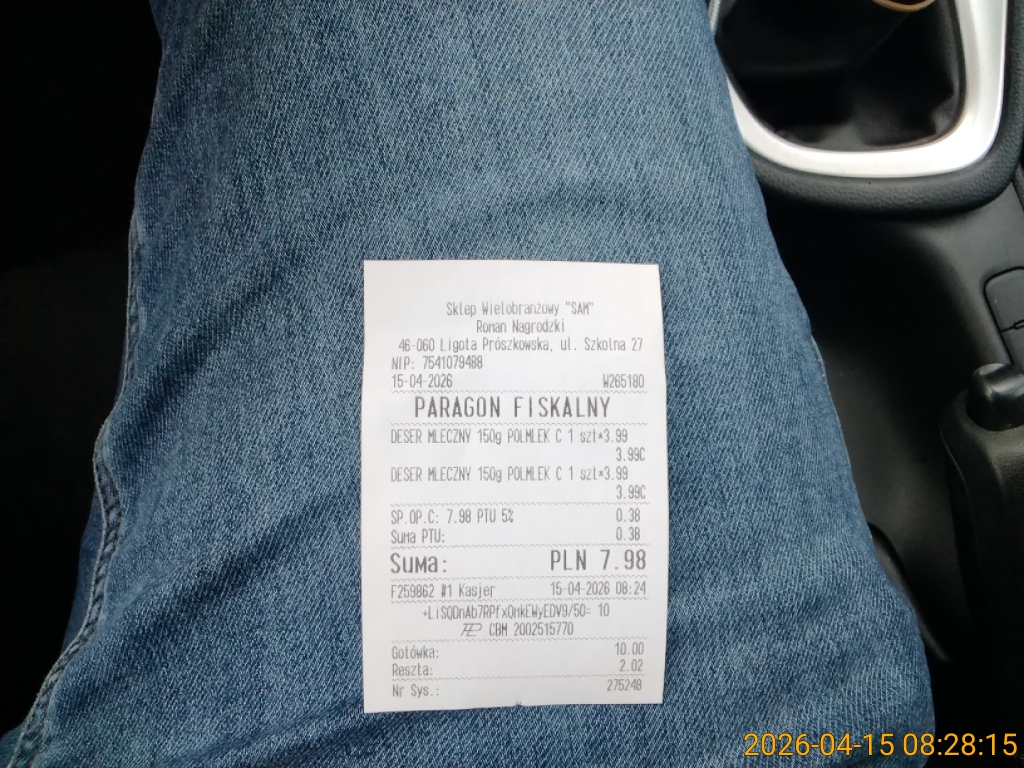 Sklep Wielobranżowy "SAM"
Roman Nagrodzki
46-060 Ligota Prószkowska, ul. Szkolna 27
NIP: 7541079488
15-04-2026 W265180
PARAGON FISKALNY
DESER MLECZNY 150g POLMLEK C 1 szt*3.99
3.99C
DESER MLECZNY 150g POLMLEK C 1 szt*3.99
3.99C
SP.OP.C: 7.98 PTU 5% 0.38
Suma PTU: 0.38
Suma: PLN 7.98
F259862 #1 Kasjer 15-04-2026 08:24
CBM 2002515770
Gotówka: 10.00
Reszta: 2.02
Nr Sys.: 275248
2026-04-15 08:28:15